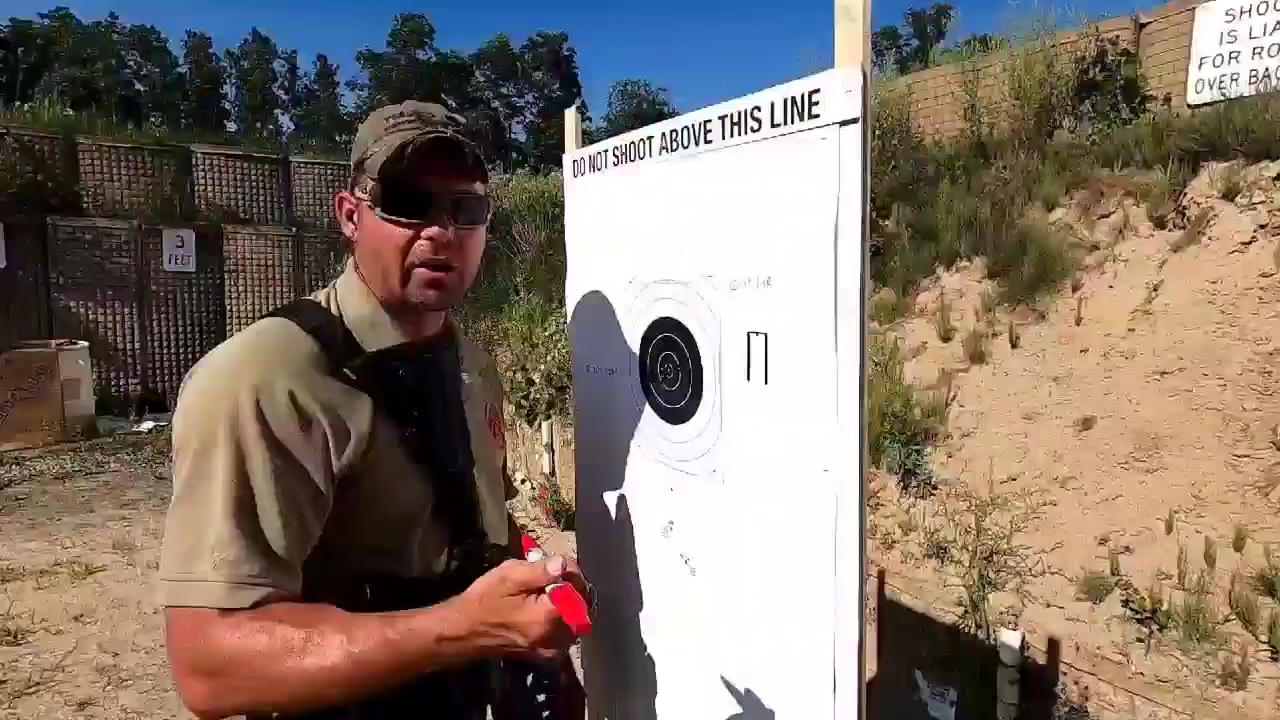 DO NOT SHOOT ABOVE THIS LINE
SHOO
IS LIA
FOR RO
OVER BAC
3
FEET